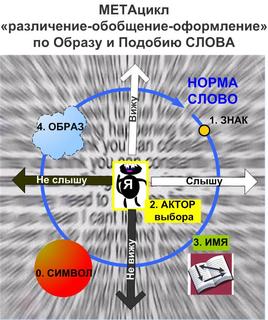 МЕТАцикл
«различение-обобщение-оформление»
по Образу и Подобию СЛОВА
НОРМА
СЛОВО
Вижу
1. ЗНАК
4. ОБРАЗ
Не слышу
Я
Слышу
2. АКТОР
выбора
Не вижу
3. ИМЯ
0. СИМВОЛ